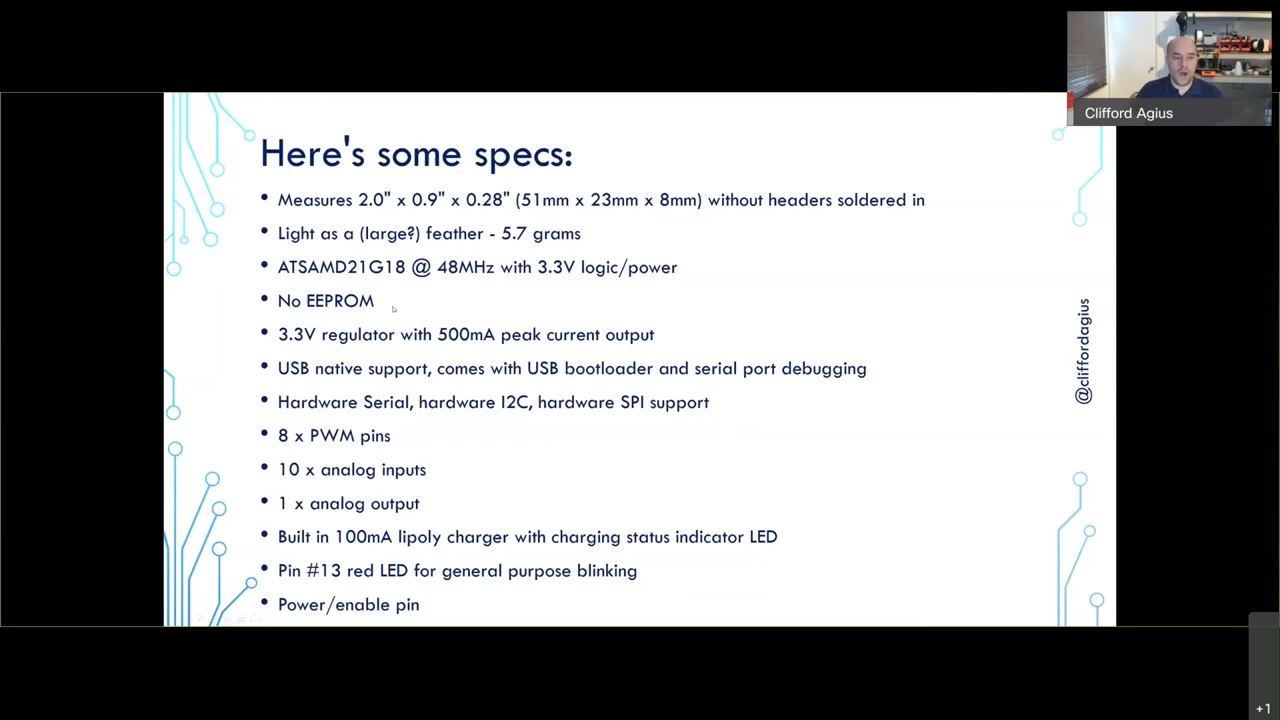 Clifford Agius
Here's some specs:
• Measures 2.0" x 0.9" x 0.28" (51mm x 23mm x 8mm) without headers soldered in
• Light as a (large?) feather - 5.7 grams
• ATSAMD21G18 @ 48MHz with 3.3V logic/power
• No EEPROM
• 3.3V regulator with 500mA peak current output
• USB native support, comes with USB bootloader and serial port debugging
• Hardware Serial, hardware I2C, hardware SPI support
• 8 x PWM pins
• 10 x analog inputs
• 1 x analog output
• Built in 100mA lipoly charger with charging status indicator LED
• Pin #13 red LED for general purpose blinking
• Power/enable pin
@cliffordagius
+1